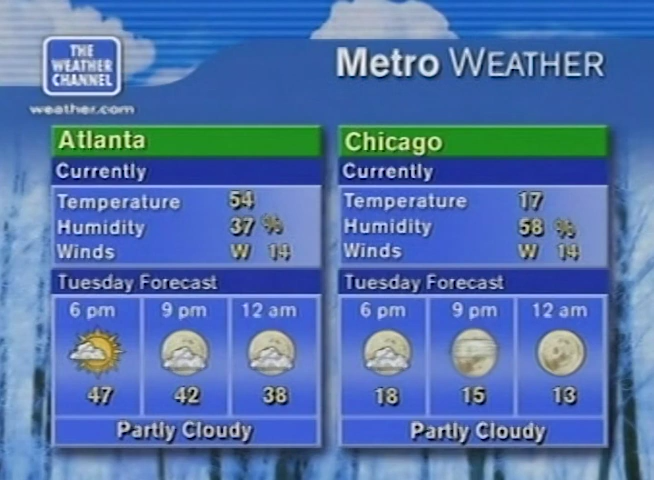 THE
WEATHER
CHANNEL
weather.com
Metro WEATHER
Atlanta
Currently
Temperature 54
Humidity 37 %
Winds W 14
Tuesday Forecast
6 pm 9 pm 12 am
47 42 38
Partly Cloudy
Chicago
Currently
Temperature 17
Humidity 58 %
Winds W 14
Tuesday Forecast
6 pm 9 pm 12 am
18 15 13
Partly Cloudy